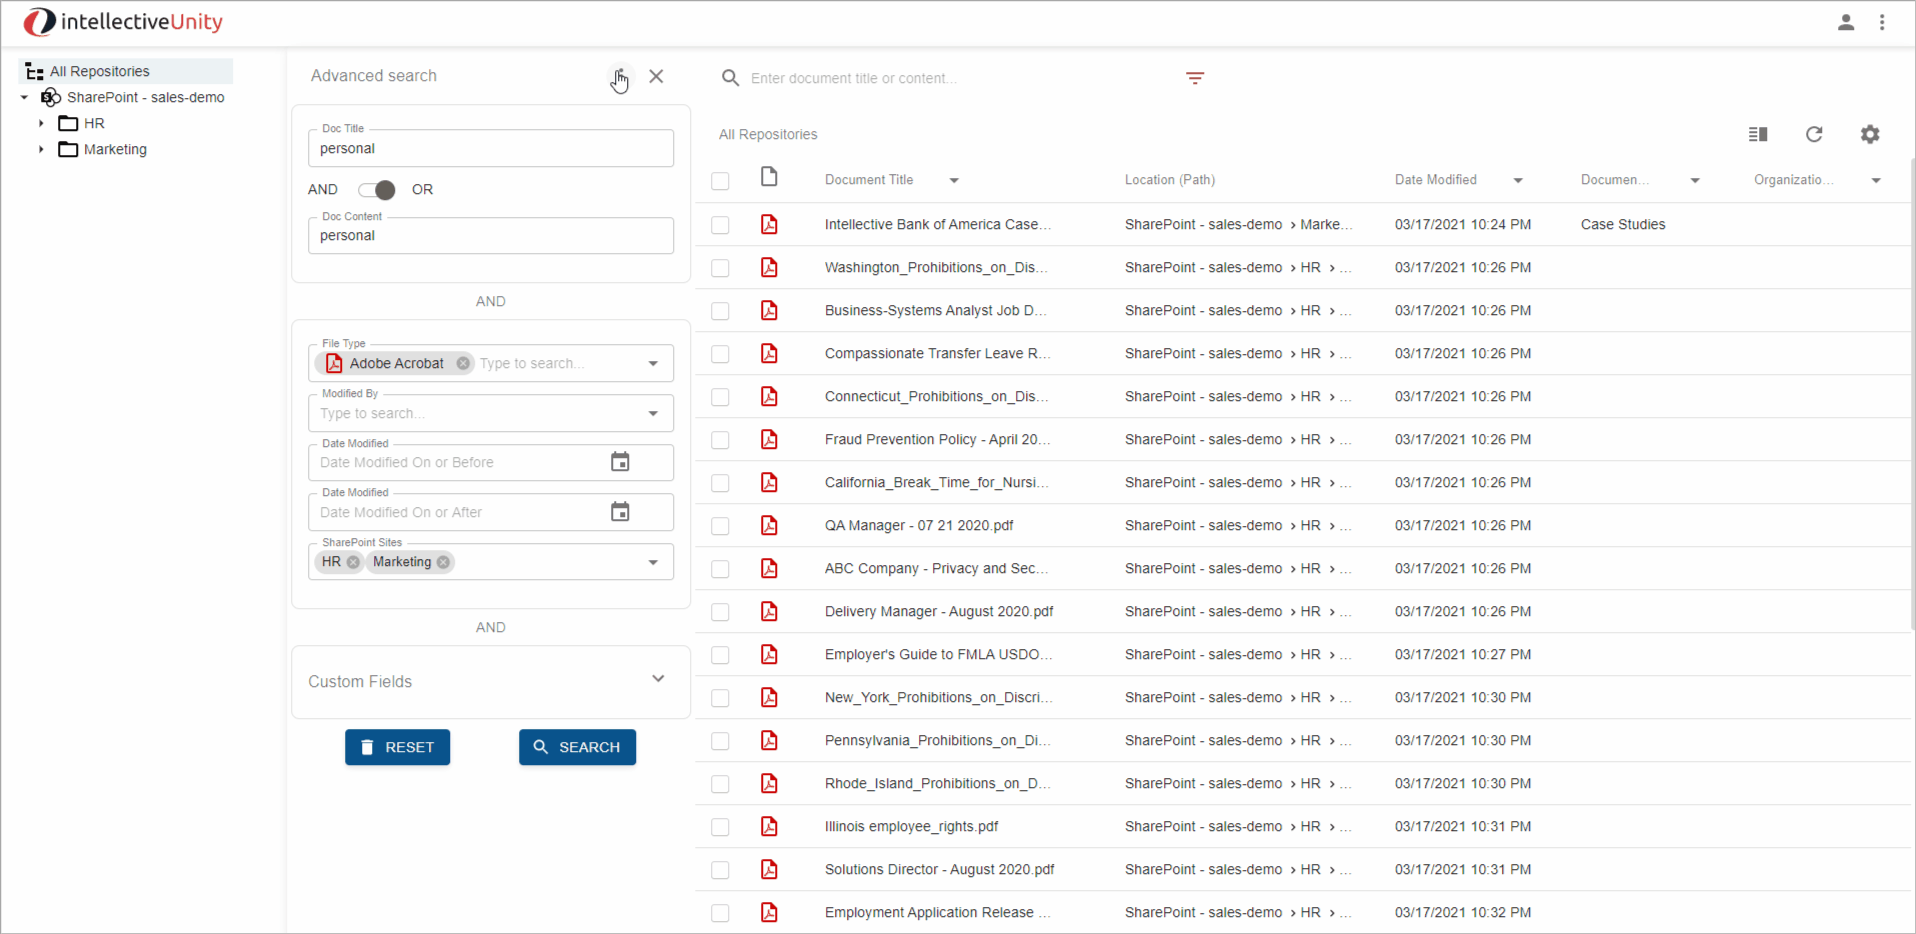 intellectiveUnity
All Repositories
SharePoint - sales-demo
HR
Marketing
Advanced search
Doc Title
personal
AND OR
Doc Content
personal
AND
File Type
Adobe Acrobat Type to search...
Modified By
Type to search...
Date Modified
Date Modified On or Before
Date Modified
Date Modified On or After
SharePoint Sites
HR Marketing
AND
Custom Fields
RESET SEARCH
Enter document title or content...
All Repositories
Document Title Location (Path) Date Modified Documen... Organizatio...
Intellective Bank of America Case... SharePoint - sales-demo › Marke... 03/17/2021 10:24 PM Case Studies
Washington_Prohibitions_on_Dis... SharePoint - sales-demo › HR › ... 03/17/2021 10:26 PM
Business-Systems Analyst Job D... SharePoint - sales-demo › HR › ... 03/17/2021 10:26 PM
Compassionate Transfer Leave R... SharePoint - sales-demo › HR › ... 03/17/2021 10:26 PM
Connecticut_Prohibitions_on_Dis... SharePoint - sales-demo › HR › ... 03/17/2021 10:26 PM
Fraud Prevention Policy - April 20... SharePoint - sales-demo › HR › ... 03/17/2021 10:26 PM
California_Break_Time_for_Nursi... SharePoint - sales-demo › HR › ... 03/17/2021 10:26 PM
QA Manager - 07 21 2020.pdf SharePoint - sales-demo › HR › ... 03/17/2021 10:26 PM
ABC Company - Privacy and Sec... SharePoint - sales-demo › HR › ... 03/17/2021 10:26 PM
Delivery Manager - August 2020.pdf SharePoint - sales-demo › HR › ... 03/17/2021 10:26 PM
Employer's Guide to FMLA USDO... SharePoint - sales-demo › HR › ... 03/17/2021 10:27 PM
New_York_Prohibitions_on_Discri... SharePoint - sales-demo › HR › ... 03/17/2021 10:30 PM
Pennsylvania_Prohibitions_on_Di... SharePoint - sales-demo › HR › ... 03/17/2021 10:30 PM
Rhode_Island_Prohibitions_on_D... SharePoint - sales-demo › HR › ... 03/17/2021 10:30 PM
Illinois employee_rights.pdf SharePoint - sales-demo › HR › ... 03/17/2021 10:31 PM
Solutions Director - August 2020.pdf SharePoint - sales-demo › HR › ... 03/17/2021 10:31 PM
Employment Application Release ... SharePoint - sales-demo › HR › ... 03/17/2021 10:32 PM